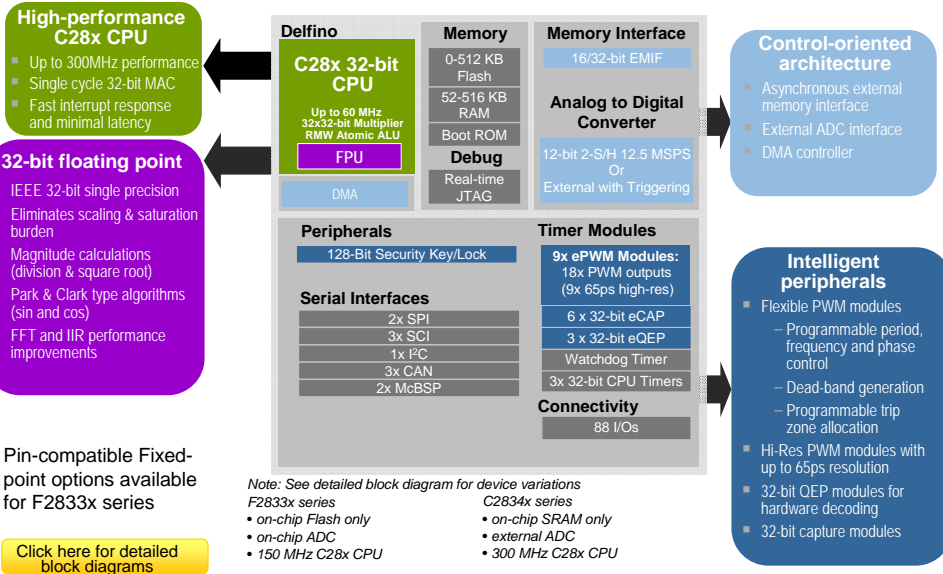 High-performance
C28x CPU
Up to 300MHz performance
Single cycle 32-bit MAC
Fast interrupt response
and minimal latency
32-bit floating point
IEEE 32-bit single precision
Eliminates scaling & saturation
burden
Magnitude calculations
(division & square root)
Park & Clark type algorithms
(sin and cos)
FFT and IIR performance
improvements
Pin-compatible Fixed-
point options available
for F2833x series
Click here for detailed
block diagrams
Delfino
C28x 32-bit
CPU
Up to 60 MHz
32x32-bit Multiplier
RMW Atomic ALU
FPU
DMA
Memory
0-512 KB
Flash
52-516 KB
RAM
Boot ROM
Debug
Real-time
JTAG
Memory Interface
16/32-bit EMIF
Analog to Digital
Converter
12-bit 2-S/H 12.5 MSPS
Or
External with Triggering
Peripherals
128-Bit Security Key/Lock
Serial Interfaces
2x SPI
3x SCI
1x I²C
3x CAN
2x McBSP
Timer Modules
9x ePWM Modules:
18x PWM outputs
(9x 65ps high-res)
6 x 32-bit eCAP
3 x 32-bit eQEP
Watchdog Timer
3x 32-bit CPU Timers
Connectivity
88 I/Os
Note: See detailed block diagram for device variations
F2833x series
• on-chip Flash only
• on-chip ADC
• 150 MHz C28x CPU
C2834x series
• on-chip SRAM only
• external ADC
• 300 MHz C28x CPU
Control-oriented
architecture
Asynchronous external
memory interface
External ADC interface
DMA controller
Intelligent
peripherals
Flexible PWM modules
– Programmable period,
frequency and phase
control
– Dead-band generation
– Programmable trip
zone allocation
Hi-Res PWM modules with
up to 65ps resolution
32-bit QEP modules for
hardware decoding
32-bit capture modules